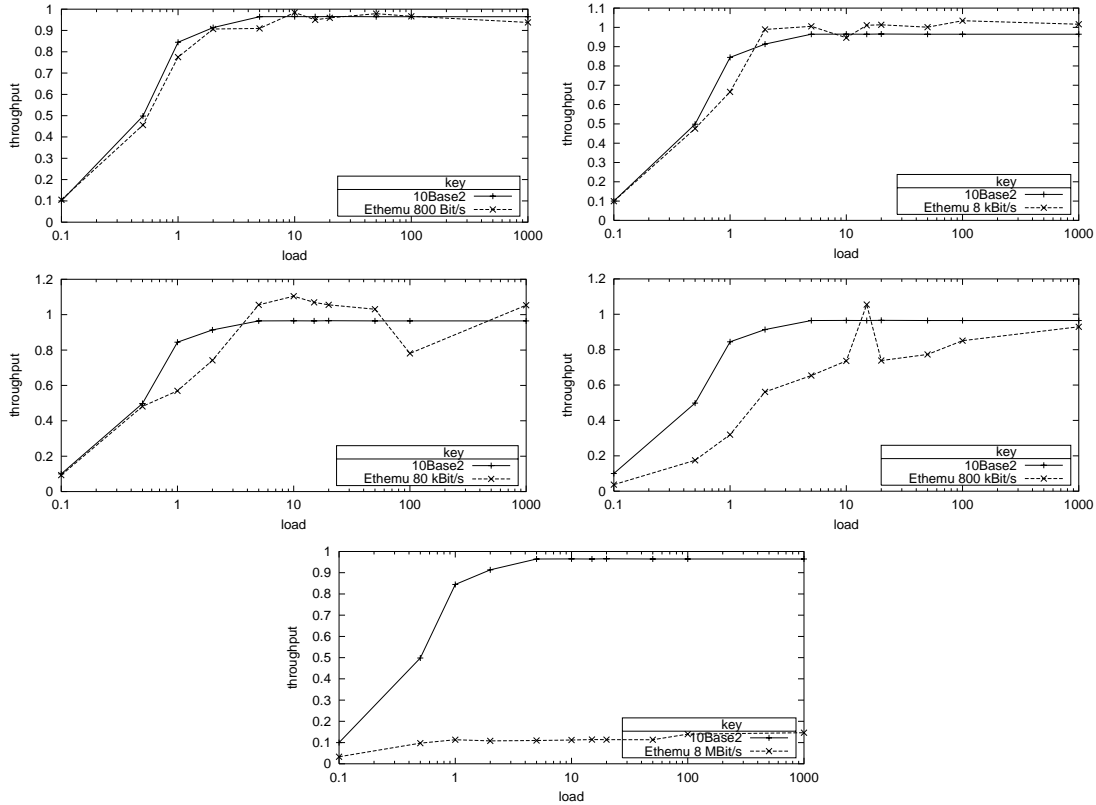 1
0.9
0.8
0.7
0.6
0.5
0.4
0.3
0.2
0.1
0
throughput
key
10Base2
Ethemu 800 Bit/s
0.1 1 10 100 1000
load
1.1
1
0.9
0.8
0.7
0.6
0.5
0.4
0.3
0.2
0.1
0
throughput
key
10Base2
Ethemu 8 kBit/s
0.1 1 10 100 1000
load
1.2
1
0.8
0.6
0.4
0.2
0
throughput
key
10Base2
Ethemu 80 kBit/s
0.1 1 10 100 1000
load
1.2
1
0.8
0.6
0.4
0.2
0
throughput
key
10Base2
Ethemu 800 kBit/s
0.1 1 10 100 1000
load
1
0.9
0.8
0.7
0.6
0.5
0.4
0.3
0.2
0.1
0
throughput
key
10Base2
Ethemu 8 MBit/s
0.1 1 10 100 1000
load